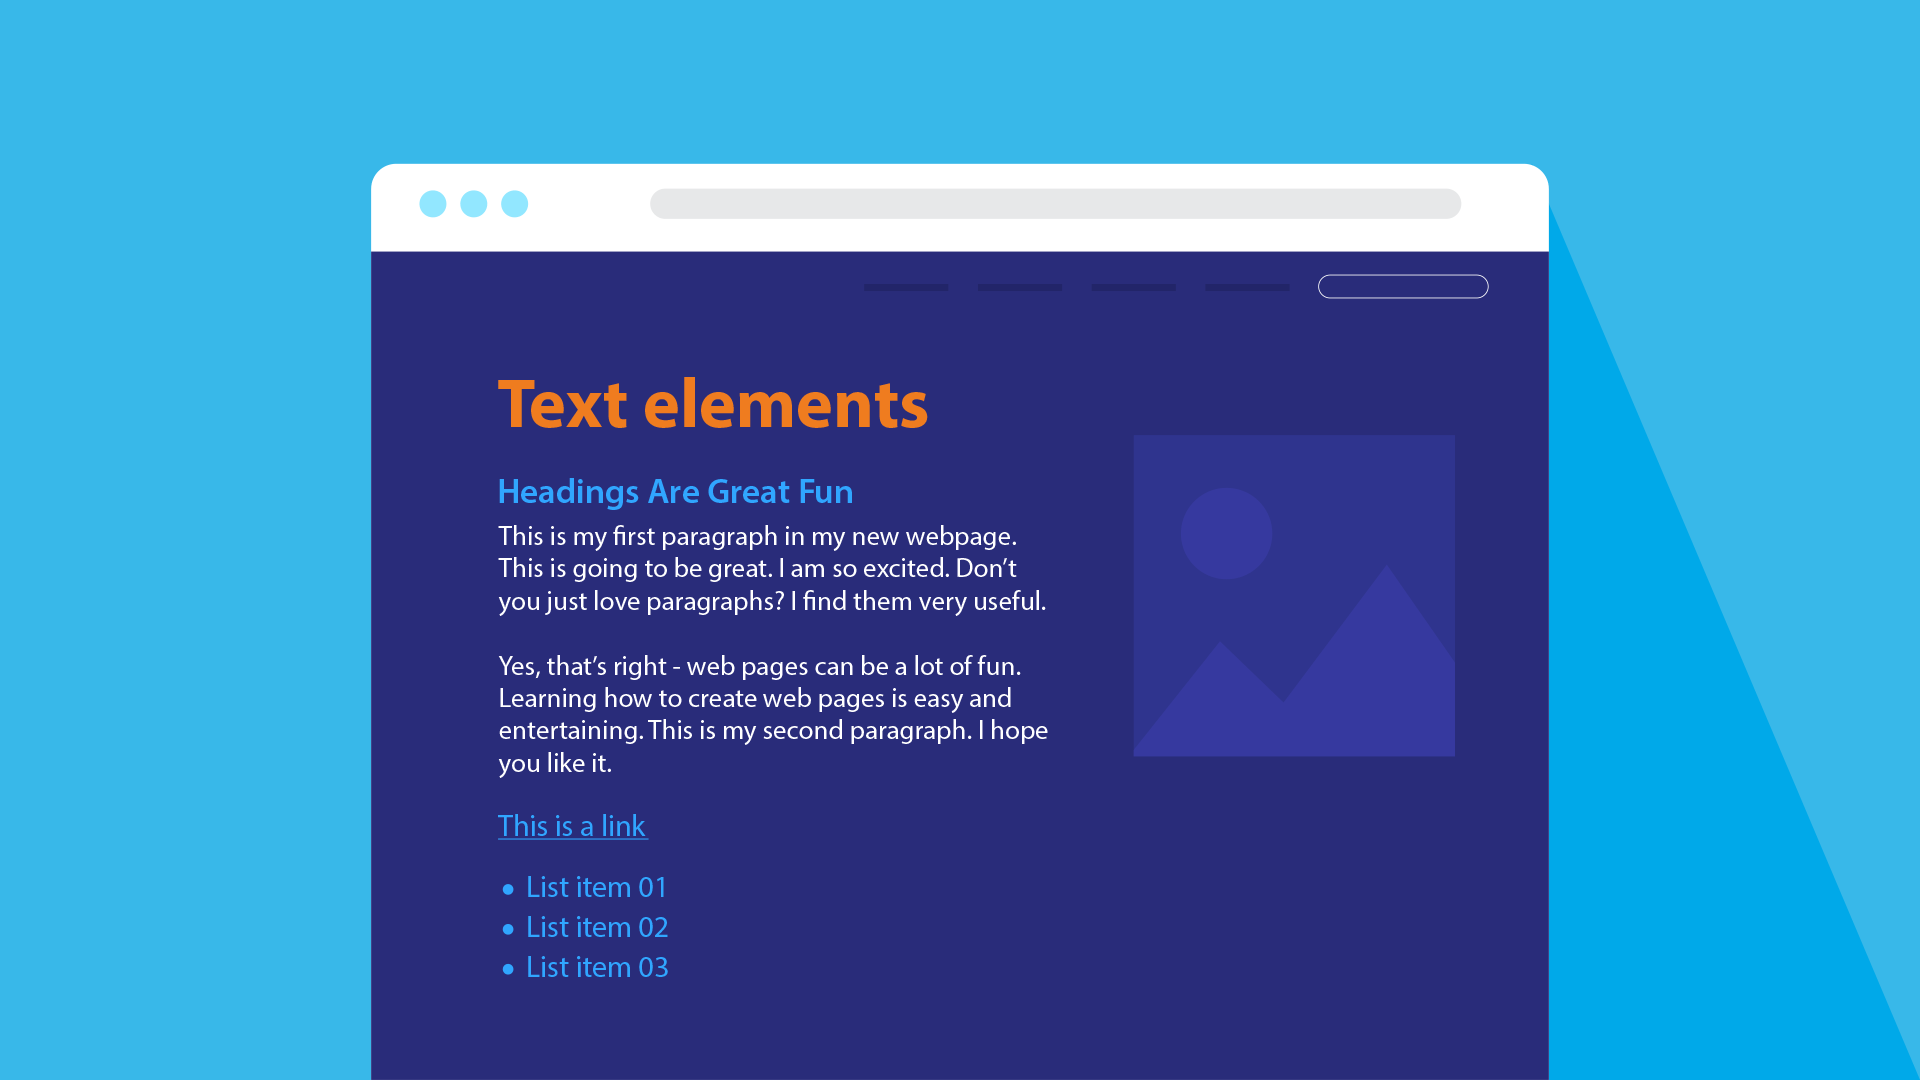 Text elements
Headings Are Great Fun
This is my first paragraph in my new webpage.
This is going to be great. I am so excited. Don’t
you just love paragraphs? I find them very useful.
Yes, that’s right - web pages can be a lot of fun.
Learning how to create web pages is easy and
entertaining. This is my second paragraph. I hope
you like it.
This is a link
• List item 01
• List item 02
• List item 03